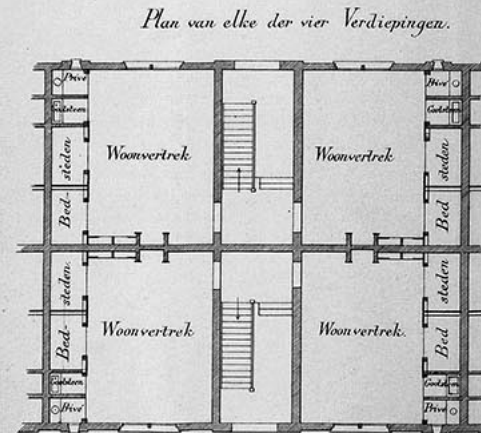 Plan van elke der vier Verdiepingen.
Privé
Privé
Gootsteen
Gootsteen
Woonvertrek
Woonvertrek
Bed-
steden
Bed
steden
Bed-
steden.
Bed
steden
Woonvertrek
Woonvertrek.
Gootsteen
Gootsteen
Privé
Privé